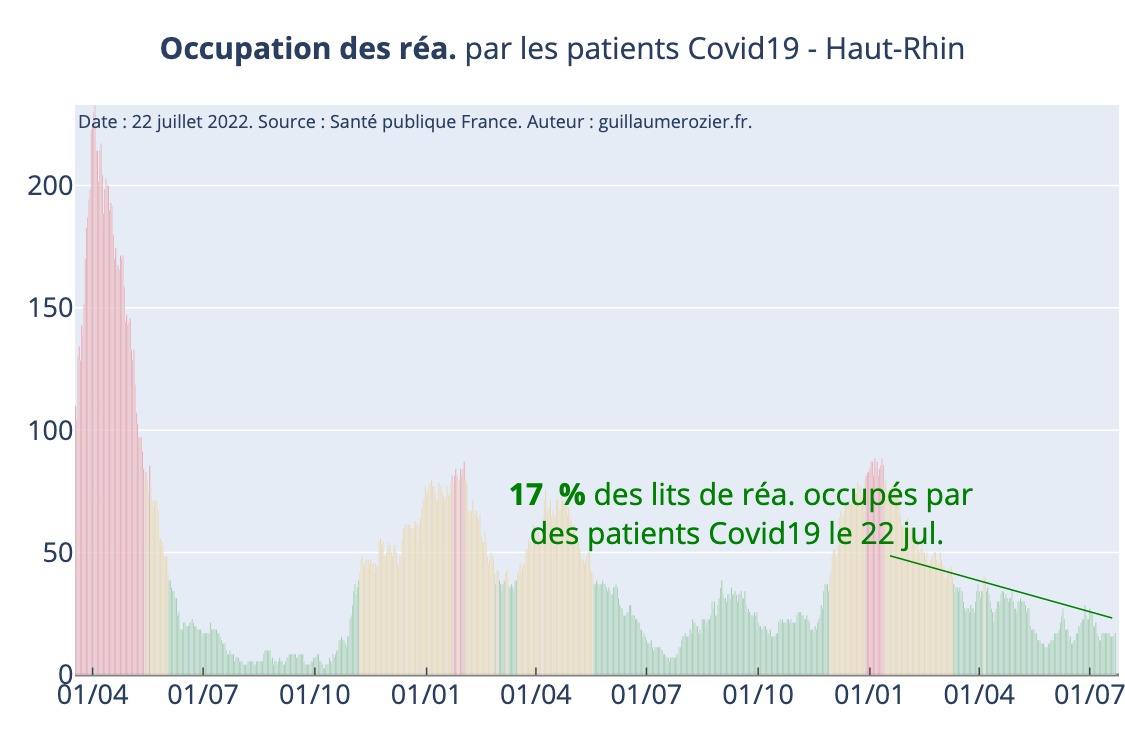 Occupation des réa. par les patients Covid19 - Haut-Rhin
Date : 22 juillet 2022. Source : Santé publique France. Auteur : guillaumerozier.fr.
200
150
100
17 % des lits de réa. occupés par
des patients Covid19 le 22 jul.
50
0
01/04 01/07 01/10 01/01 01/04 01/07 01/10 01/01 01/04 01/07